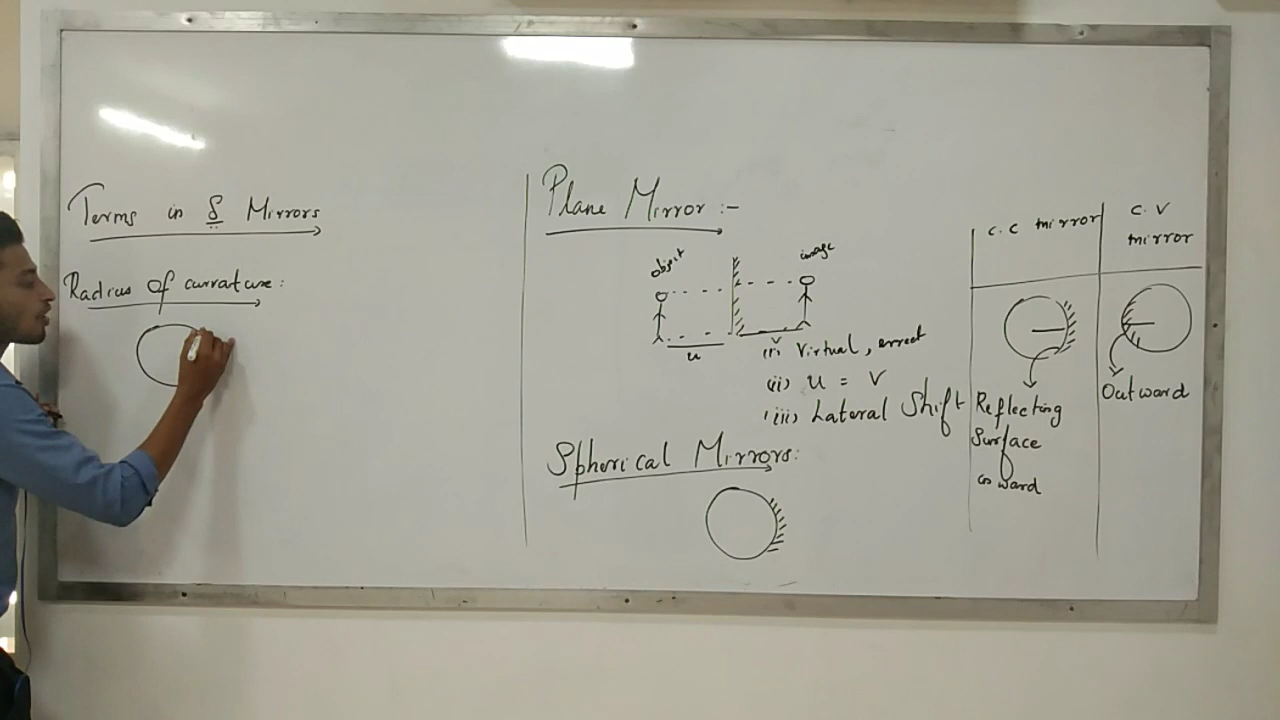 Terms in S Mirrors
Radius of curvature:
Plane Mirror :-
object
image
u
v
(i) Virtual, errect
(ii) u = v
(iii) Lateral Shift
Spherical Mirrors:
c.c mirror
Reflecting
Surface
inward
c.v
mirror
Outward